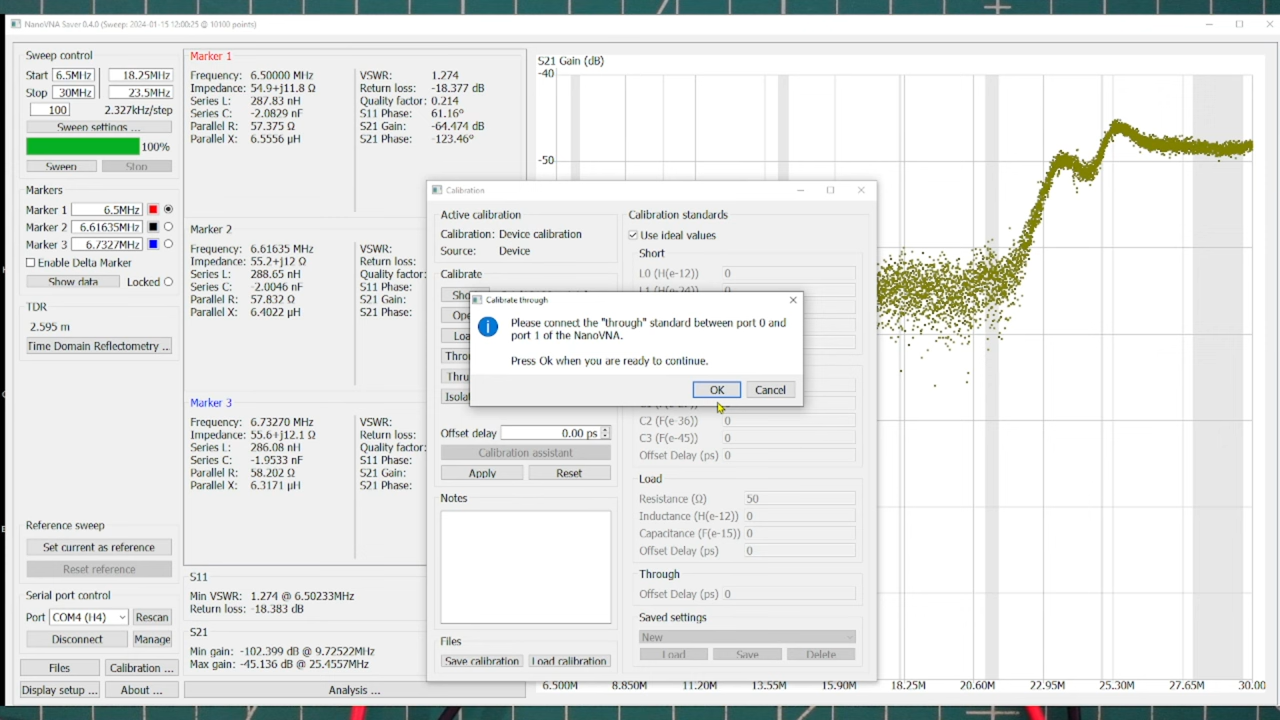 NanoVNA Saver 0.4.0 (Sweep: 2024-01-15 12:00:25 @ 10100 points)
Sweep control
Start 6.5MHz 18.25MHz
Stop 30MHz 23.5MHz
100 2.327kHz/step
Sweep settings ...
100%
Sweep Stop
Markers
Marker 1 6.5MHz
Marker 2 6.61635MHz
Marker 3 6.7327MHz
Enable Delta Marker
Show data Locked
TDR
2.595 m
Time Domain Reflectometry ..
Reference sweep
Set current as reference
Reset reference
Serial port control
Port COM4 (H4) Rescan
Disconnect Manage
Files Calibration ...
Display setup ... About ...
Marker 1
Frequency: 6.50000 MHz VSWR: 1.274
Impedance: 54.9+j11.8 Ω Return loss: -18.377 dB
Series L: 287.83 nH Quality factor: 0.214
Series C: -2.0829 nF S11 Phase: 61.16°
Parallel R: 57.375 Ω S21 Gain: -64.474 dB
Parallel X: 6.5556 µH S21 Phase: -123.46°
Marker 2
Frequency: 6.61635 MHz VSWR:
Impedance: 55.2+j12 Ω Return loss:
Series L: 288.65 nH Quality factor:
Series C: -2.0046 nF S11 Phase:
Parallel R: 57.832 Ω S21 Gain:
Parallel X: 6.4022 µH S21 Phase:
Marker 3
Frequency: 6.73270 MHz VSWR:
Impedance: 55.6+j12.1 Ω Return loss:
Series L: 286.08 nH Quality factor:
Series C: -1.9533 nF S11 Phase:
Parallel R: 58.202 Ω S21 Gain:
Parallel X: 6.3171 µH S21 Phase:
S11
Min VSWR: 1.274 @ 6.50233MHz
Return loss: -18.383 dB
S21
Min gain: -102.399 dB @ 9.72522MHz
Max gain: -45.136 dB @ 25.4557MHz
Analysis ...
S21 Gain (dB)
-40
-50
6.500M 8.850M 11.20M 13.55M 15.90M 18.25M 20.60M 22.95M 25.30M 27.65M 30.00
Calibration
Active calibration
Calibration: Device calibration
Source: Device
Calibrate
Offset delay 0.00 ps
Calibration assistant
Apply Reset
Notes
Files
Save calibration Load calibration
Calibration standards
Use ideal values
Short
L0 (H(e-12)) 0
C2 (F(e-36)) 0
C3 (F(e-45)) 0
Offset Delay (ps) 0
Load
Resistance (Ω) 50
Inductance (H(e-12)) 0
Capacitance (F(e-15)) 0
Offset Delay (ps) 0
Through
Offset Delay (ps) 0
Saved settings
New
Load Save Delete
Calibrate through
Please connect the "through" standard between port 0 and
port 1 of the NanoVNA.
Press Ok when you are ready to continue.
OK Cancel